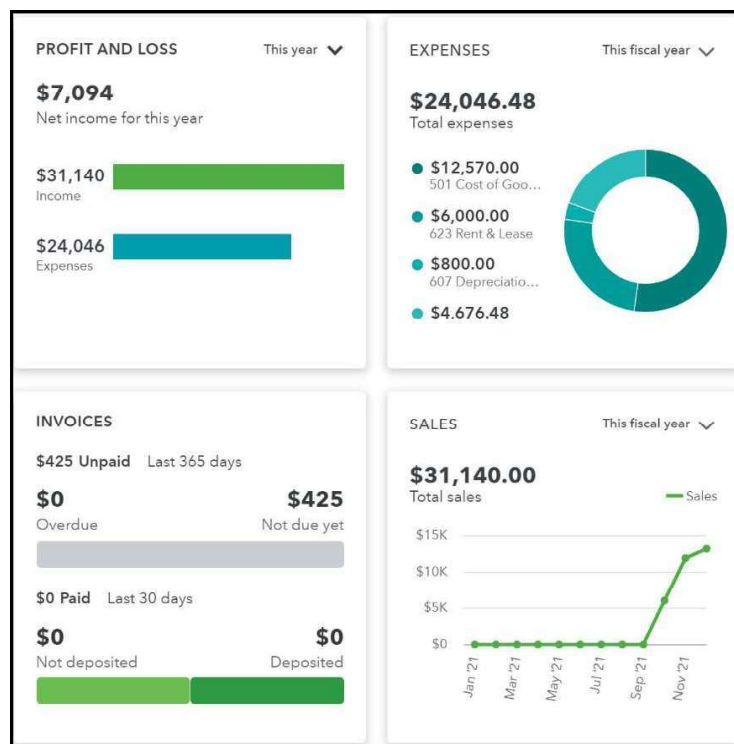 PROFIT AND LOSS
This year
$7,094
Net income for this year
$31,140
Income
$24,046
Expenses
EXPENSES
This fiscal year
$24,046.48
Total expenses
$12,570.00
501 Cost of Goo...
$6,000.00
623 Rent & Lease
$800.00
607 Depreciatio...
$4.676.48
INVOICES
$425 Unpaid Last 365 days
$0 $425
Overdue Not due yet
$0 Paid Last 30 days
$0 $0
Not deposited Deposited
SALES
This fiscal year
$31,140.00
Total sales
Sales
$15K
$10K
$5K
$0
Jan '21 Mar '21 May '21 Jul '21 Sep '21 Nov '21